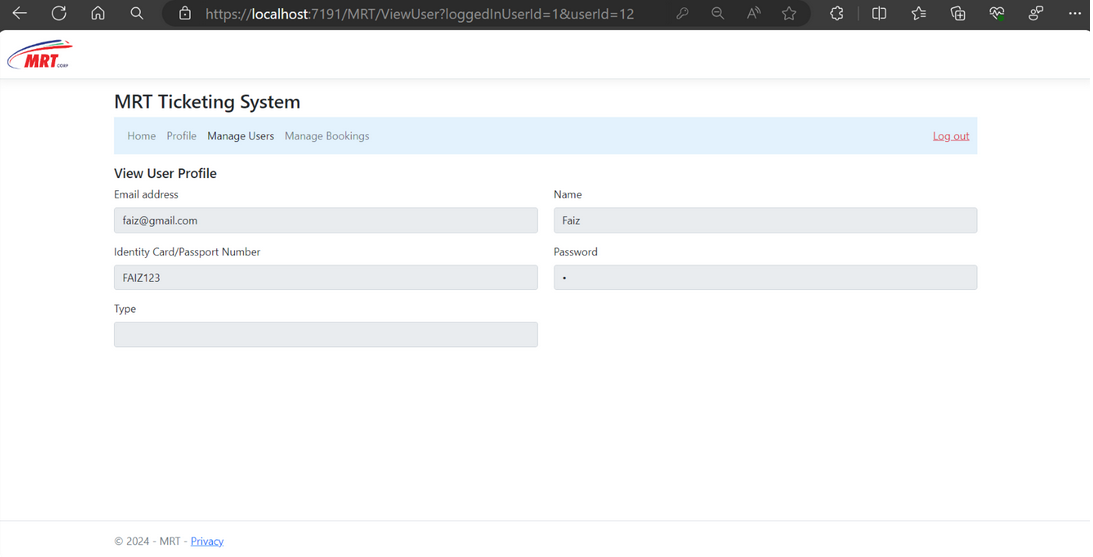 https://localhost:7191/MRT/ViewUser?loggedInUserId=1&userId=12
MRT CORP
MRT Ticketing System
Home Profile Manage Users Manage Bookings Log out
View User Profile
Email address Name
faiz@gmail.com Faiz
Identity Card/Passport Number Password
FAIZ123 •
Type
© 2024 - MRT - Privacy